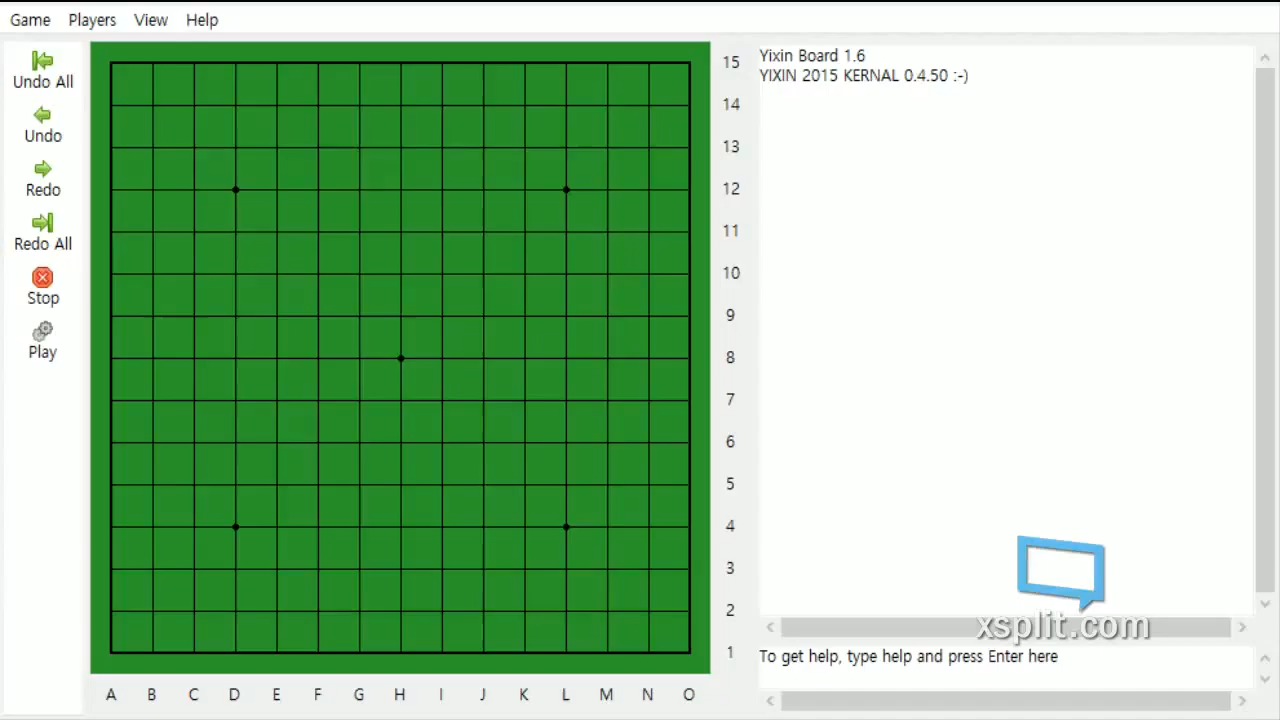 Game Players View Help
Undo All
Undo
Redo
Redo All
Stop
Play
15
14
13
12
11
10
9
8
7
6
5
4
3
2
1
A B C D E F G H I J K L M N O
Yixin Board 1.6
YIXIN 2015 KERNAL 0.4.50 :-)
xsplit.com
To get help, type help and press Enter here